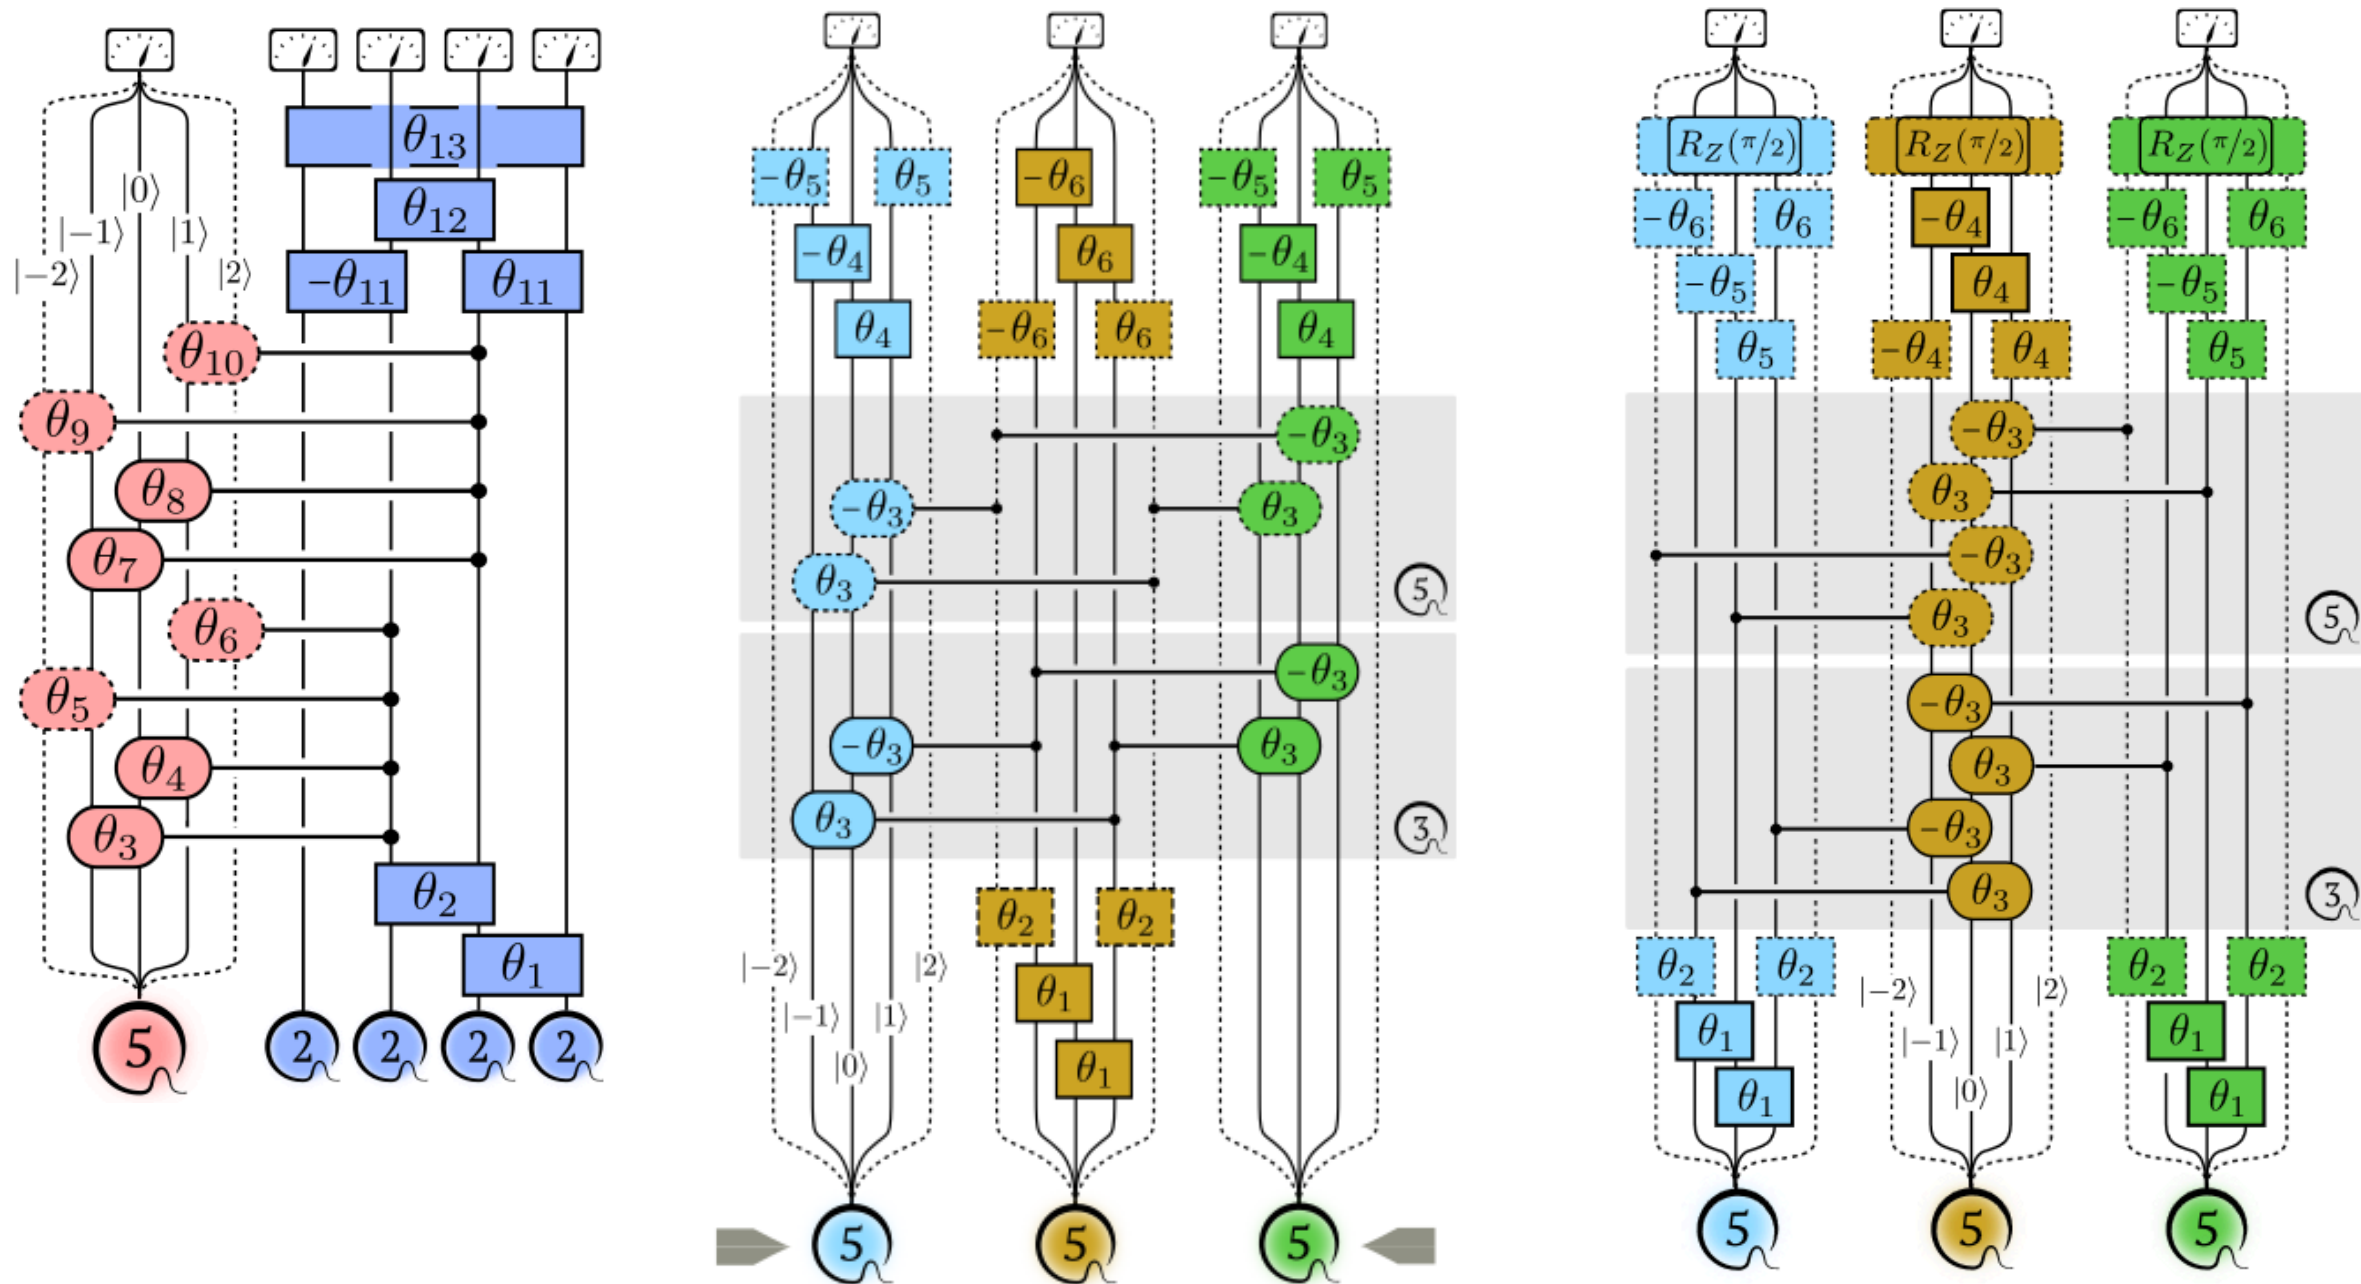 θ13
|0⟩
θ12
|−1⟩ |1⟩
|−2⟩ |2⟩
−θ11 θ11
θ10
θ9
θ8
θ7
θ6
θ5
θ4
θ3
θ2
θ1
5 2 2 2 2
−θ5 θ5 −θ6 −θ5 θ5
−θ4 θ6 −θ4
θ4 −θ6 θ6 θ4
−θ3
−θ3 θ3
θ3 5
−θ3
−θ3 θ3
θ3 3
θ2 θ2
|−2⟩ |2⟩
θ1
|−1⟩ |1⟩
|0⟩ θ1
5 5 5
RZ(π/2) RZ(π/2) RZ(π/2)
−θ6 θ6 −θ4 −θ6 θ6
−θ5 θ4 −θ5
θ5 −θ4 θ4 θ5
−θ3
θ3
−θ3
θ3 5
−θ3
θ3
−θ3
θ3 3
θ2 θ2 θ2 θ2
|−2⟩ |2⟩
θ1 |−1⟩ |1⟩ θ1
θ1 |0⟩ θ1
5 5 5